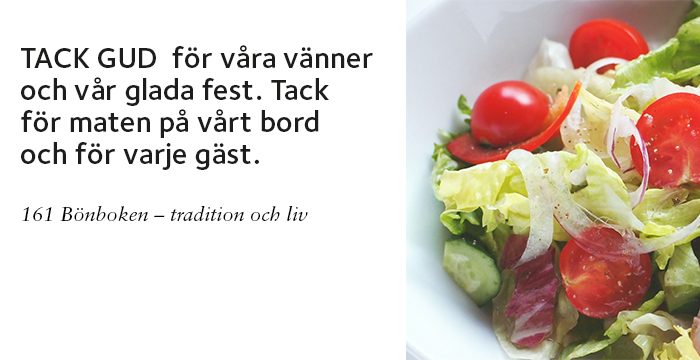 TACK GUD för våra vänner
och vår glada fest. Tack
för maten på vårt bord
och för varje gäst.
161 Bönboken – tradition och liv